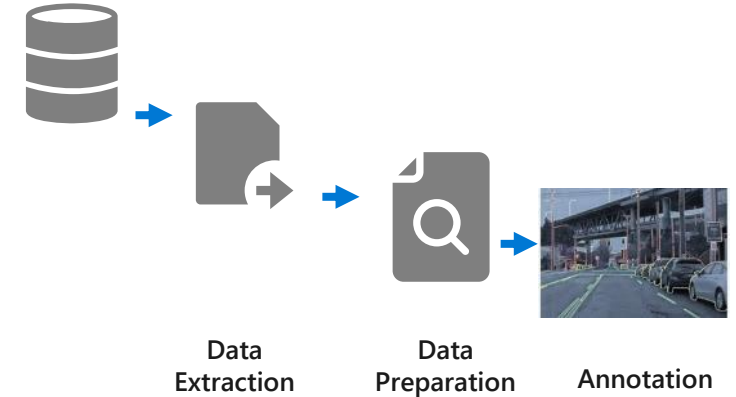 Data
Extraction
Data
Preparation
Annotation